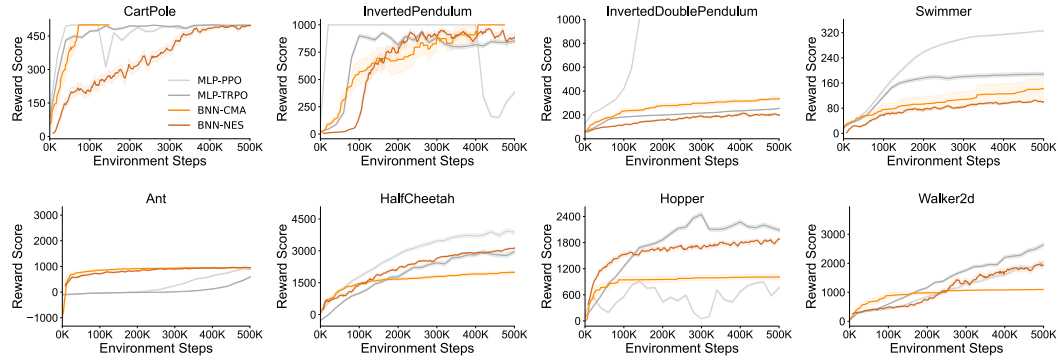 CartPole
450
300
150
0
Reward Score
0K 100K 200K 300K 400K 500K
Environment Steps
MLP-PPO
MLP-TRPO
BNN-CMA
BNN-NES
InvertedPendulum
1000
750
500
250
0
Reward Score
0K 100K 200K 300K 400K 500K
Environment Steps
InvertedDoublePendulum
1000
800
600
400
200
0
Reward Score
0K 100K 200K 300K 400K 500K
Environment Steps
Swimmer
320
240
160
80
0
Reward Score
0K 100K 200K 300K 400K 500K
Environment Steps
Ant
3000
2000
1000
0
−1000
Reward Score
0K 100K 200K 300K 400K 500K
Environment Steps
HalfCheetah
4500
3000
1500
0
Reward Score
0K 100K 200K 300K 400K 500K
Environment Steps
Hopper
2400
1800
1200
600
0
Reward Score
0K 100K 200K 300K 400K 500K
Environment Steps
Walker2d
3000
2000
1000
0
Reward Score
0K 100K 200K 300K 400K 500K
Environment Steps